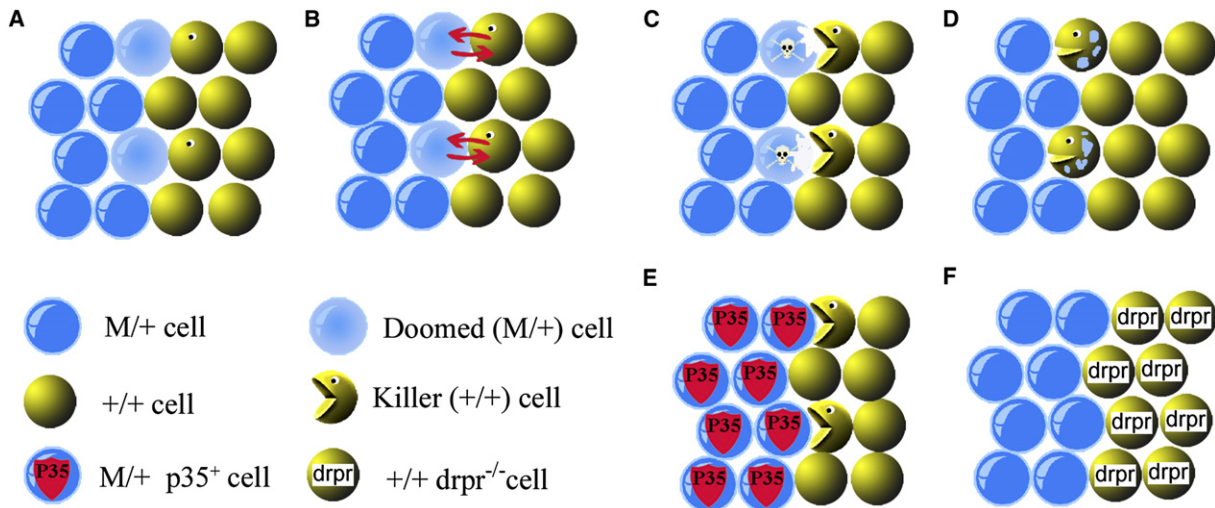 A
B
C
D
M/+ cell
Doomed (M/+) cell
+/+ cell
Killer (+/+) cell
P35
M/+ p35+ cell
drpr
+/+ drpr-/- cell
E
P35 P35
P35 P35
P35 P35
P35 P35
F
drpr drpr
drpr drpr
drpr drpr
drpr drpr